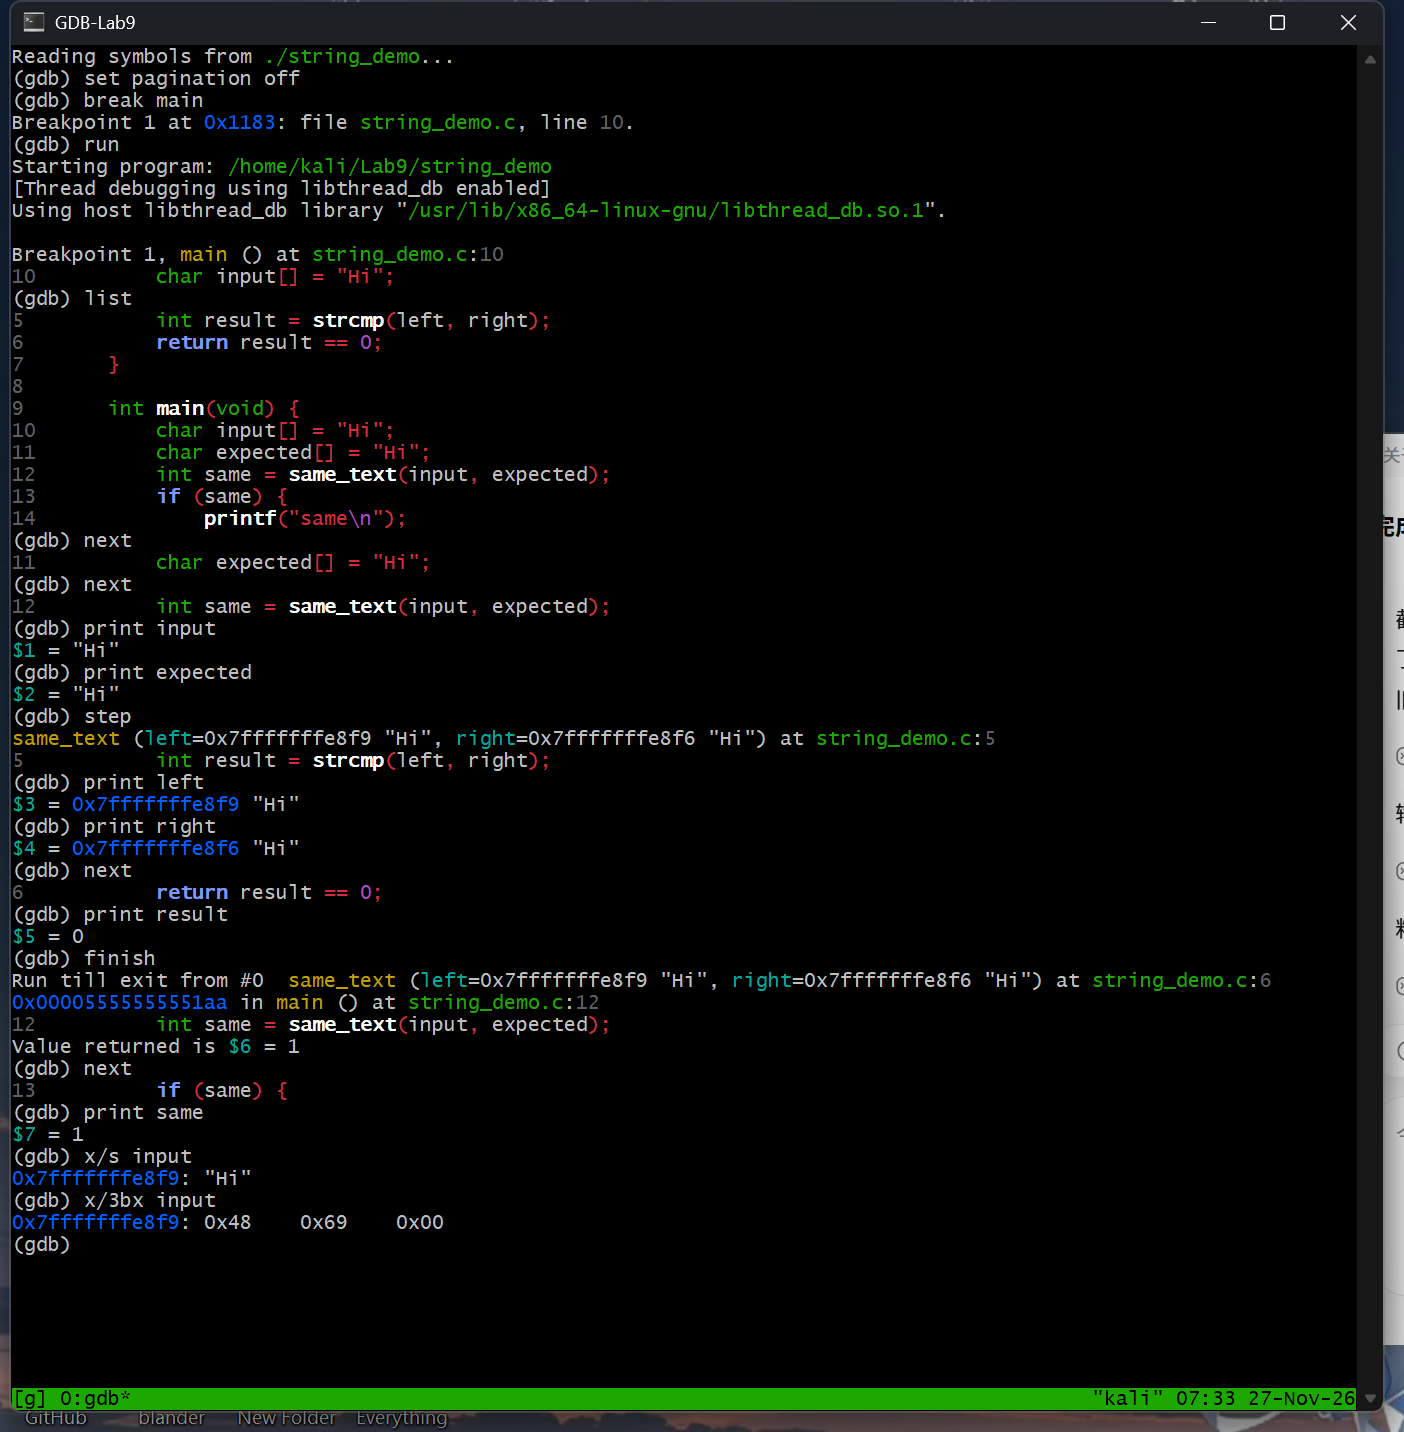 GDB-Lab9
Reading symbols from ./string_demo...
(gdb) set pagination off
(gdb) break main
Breakpoint 1 at 0x1183: file string_demo.c, line 10.
(gdb) run
Starting program: /home/kali/Lab9/string_demo
[Thread debugging using libthread_db enabled]
Using host libthread_db library "/usr/lib/x86_64-linux-gnu/libthread_db.so.1".

Breakpoint 1, main () at string_demo.c:10
10          char input[] = "Hi";
(gdb) list
5           int result = strcmp(left, right);
6           return result == 0;
7       }
8
9       int main(void) {
10          char input[] = "Hi";
11          char expected[] = "Hi";
12          int same = same_text(input, expected);
13          if (same) {
14              printf("same\n");
(gdb) next
11          char expected[] = "Hi";
(gdb) next
12          int same = same_text(input, expected);
(gdb) print input
$1 = "Hi"
(gdb) print expected
$2 = "Hi"
(gdb) step
same_text (left=0x7fffffffe8f9 "Hi", right=0x7fffffffe8f6 "Hi") at string_demo.c:5
5           int result = strcmp(left, right);
(gdb) print left
$3 = 0x7fffffffe8f9 "Hi"
(gdb) print right
$4 = 0x7fffffffe8f6 "Hi"
(gdb) next
6           return result == 0;
(gdb) print result
$5 = 0
(gdb) finish
Run till exit from #0  same_text (left=0x7fffffffe8f9 "Hi", right=0x7fffffffe8f6 "Hi") at string_demo.c:6
0x00005555555551aa in main () at string_demo.c:12
12          int same = same_text(input, expected);
Value returned is $6 = 1
(gdb) next
13          if (same) {
(gdb) print same
$7 = 1
(gdb) x/s input
0x7fffffffe8f9: "Hi"
(gdb) x/3bx input
0x7fffffffe8f9: 0x48    0x69    0x00
(gdb)
[g] 0:gdb* "kali" 07:33 27-Nov-26
GitHub blander New Folder Everything